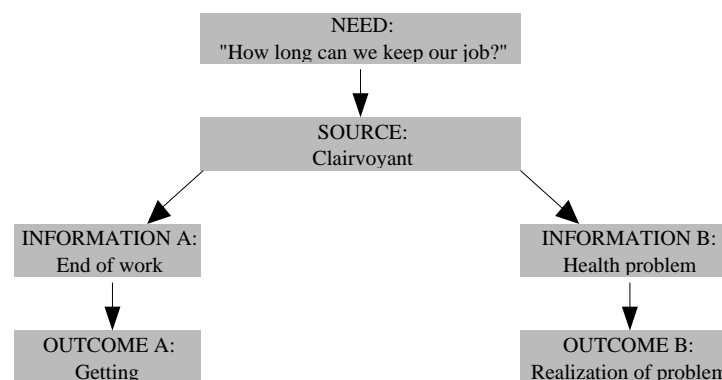 NEED:
"How long can we keep our job?"
SOURCE:
Clairvoyant
INFORMATION A:
End of work
INFORMATION B:
Health problem
OUTCOME A:
Getting
OUTCOME B:
Realization of problem